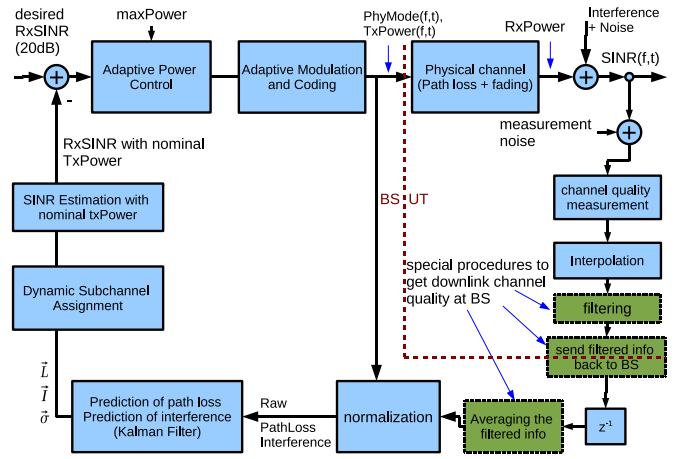 desired
RxSINR
(20dB)
maxPower
PhyMode(f,t),
TxPower(f,t)
RxPower
Interference
+ Noise
SINR(f,t)
+
-
Adaptive Power
Control
Adaptive Modulation
and Coding
Physical channel
(Path loss + fading)
+
measurement
noise
+
RxSINR with nominal
TxPower
SINR Estimation with
nominal txPower
BS
UT
channel quality
measurement
Interpolation
Dynamic Subchannel
Assignment
special procedures to
get downlink channel
quality at BS
filtering
send filtered info
back to BS
L
I
σ
Prediction of path loss
Prediction of interference
(Kalman Filter)
Raw
PathLoss
Interference
normalization
Averaging the
filtered info
z⁻¹